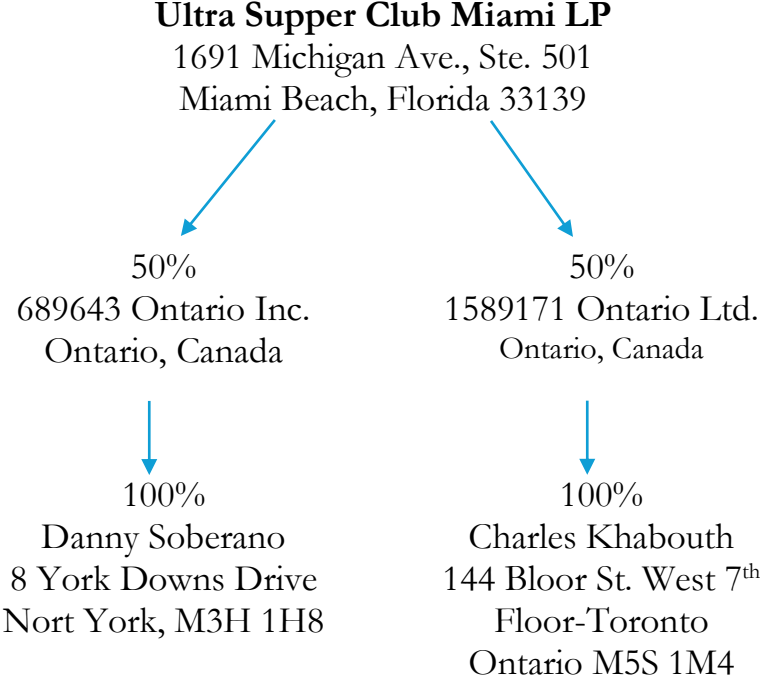 Ultra Supper Club Miami LP
1691 Michigan Ave., Ste. 501
Miami Beach, Florida 33139
50%
689643 Ontario Inc.
Ontario, Canada
50%
1589171 Ontario Ltd.
Ontario, Canada
100%
Danny Soberano
8 York Downs Drive
Nort York, M3H 1H8
100%
Charles Khabouth
144 Bloor St. West 7th
Floor-Toronto
Ontario M5S 1M4